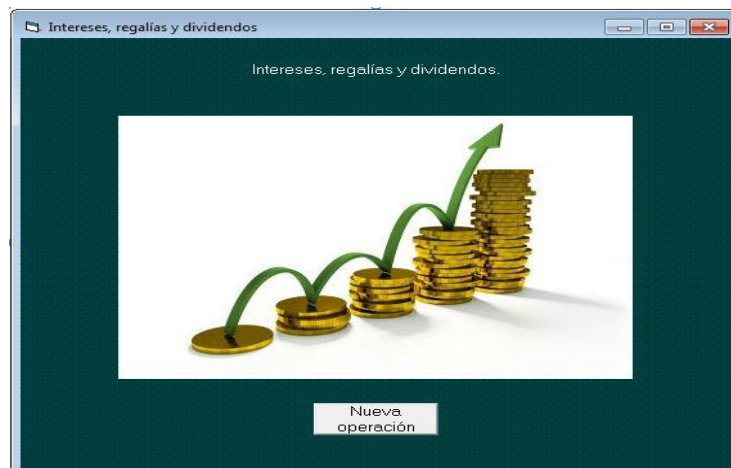 Intereses, regalías y dividendos
Intereses, regalías y dividendos.
Nueva
operación